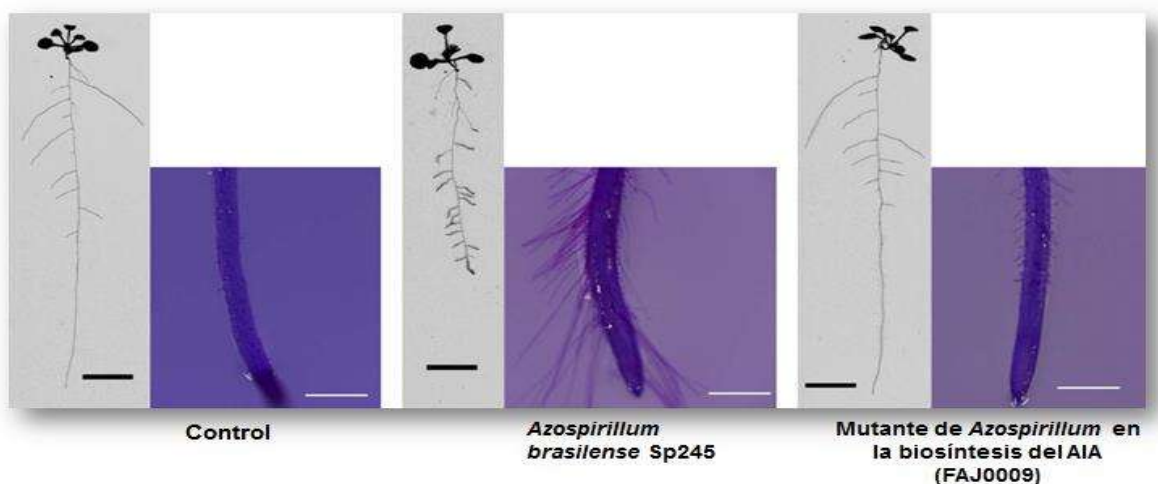 Control
Azospirillum
brasilense Sp245
Mutante de Azospirillum en
la biosíntesis del AIA
(FAJ0009)